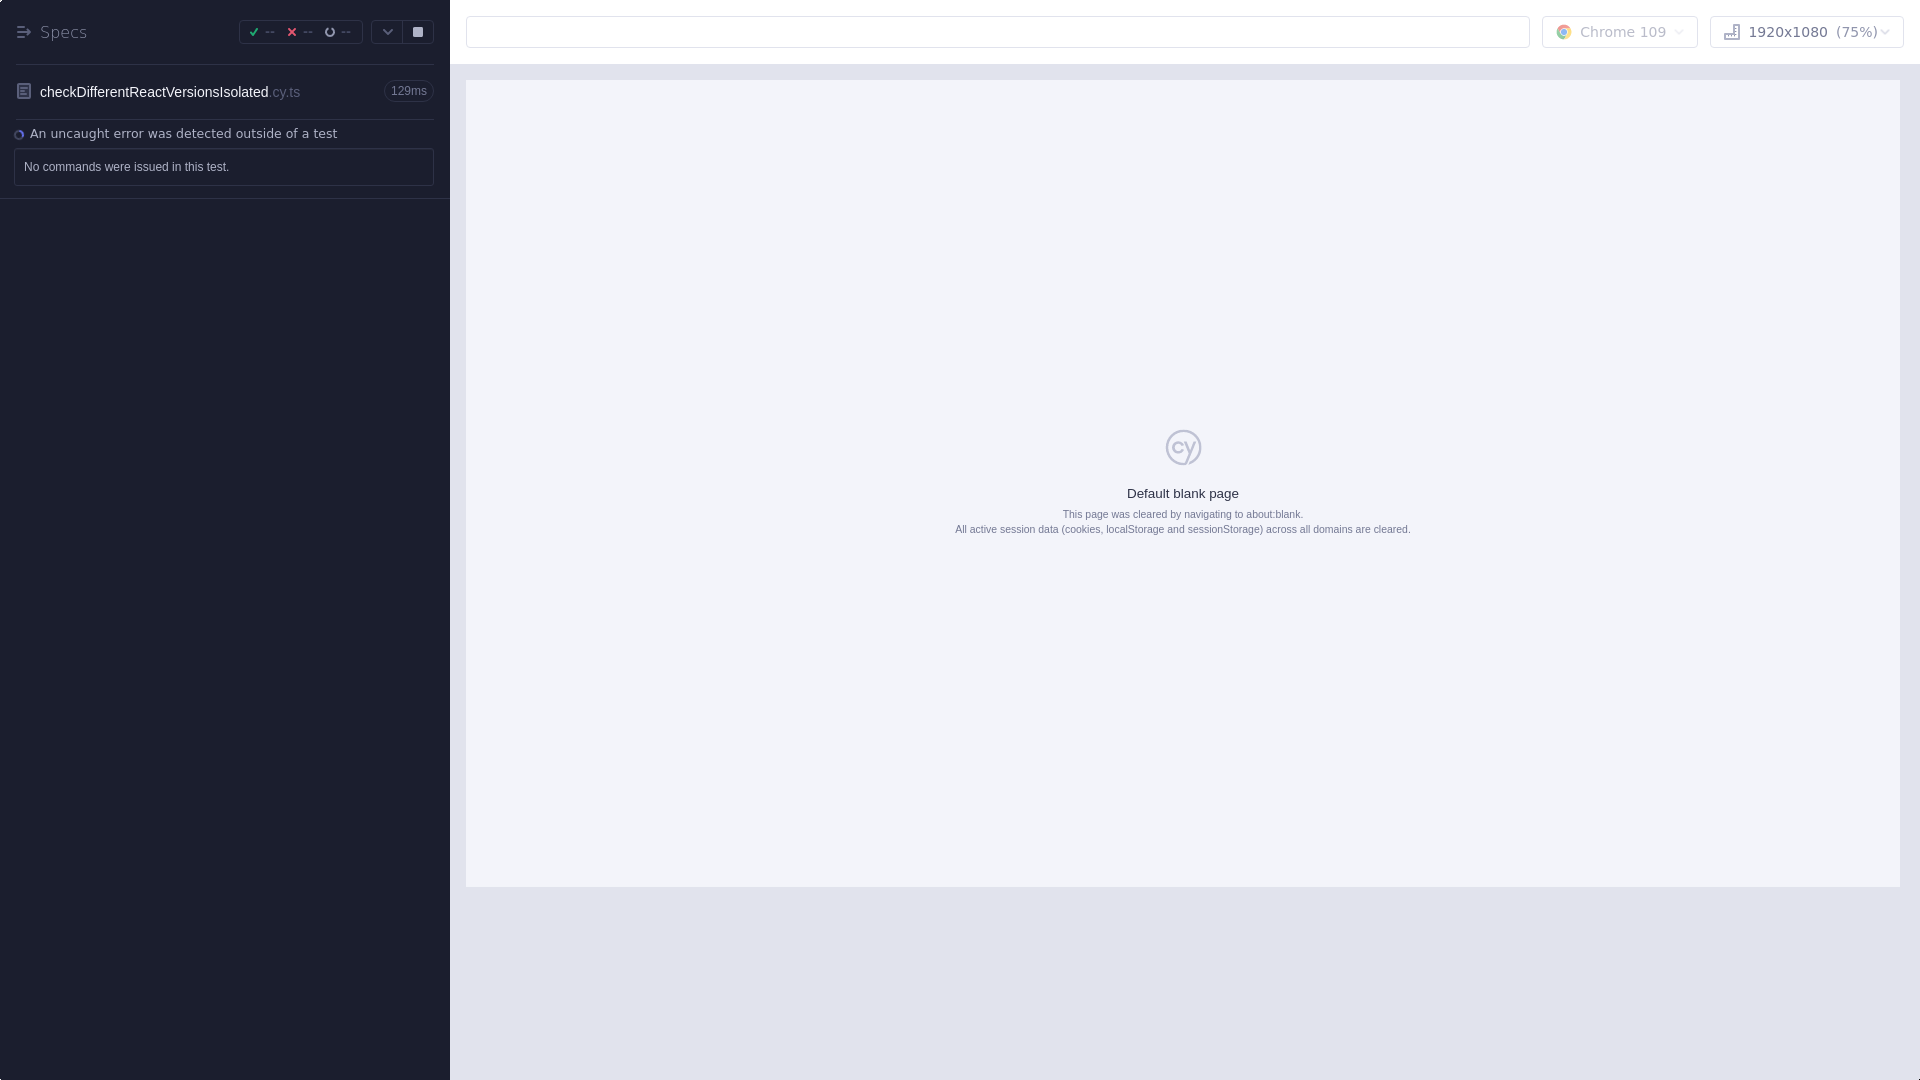 Specs
--
--
--
checkDifferentReactVersionsIsolated.cy.ts
129ms
An uncaught error was detected outside of a test
No commands were issued in this test.
Chrome 109
1920x1080 (75%)
cy
Default blank page
This page was cleared by navigating to about:blank.
All active session data (cookies, localStorage and sessionStorage) across all domains are cleared.